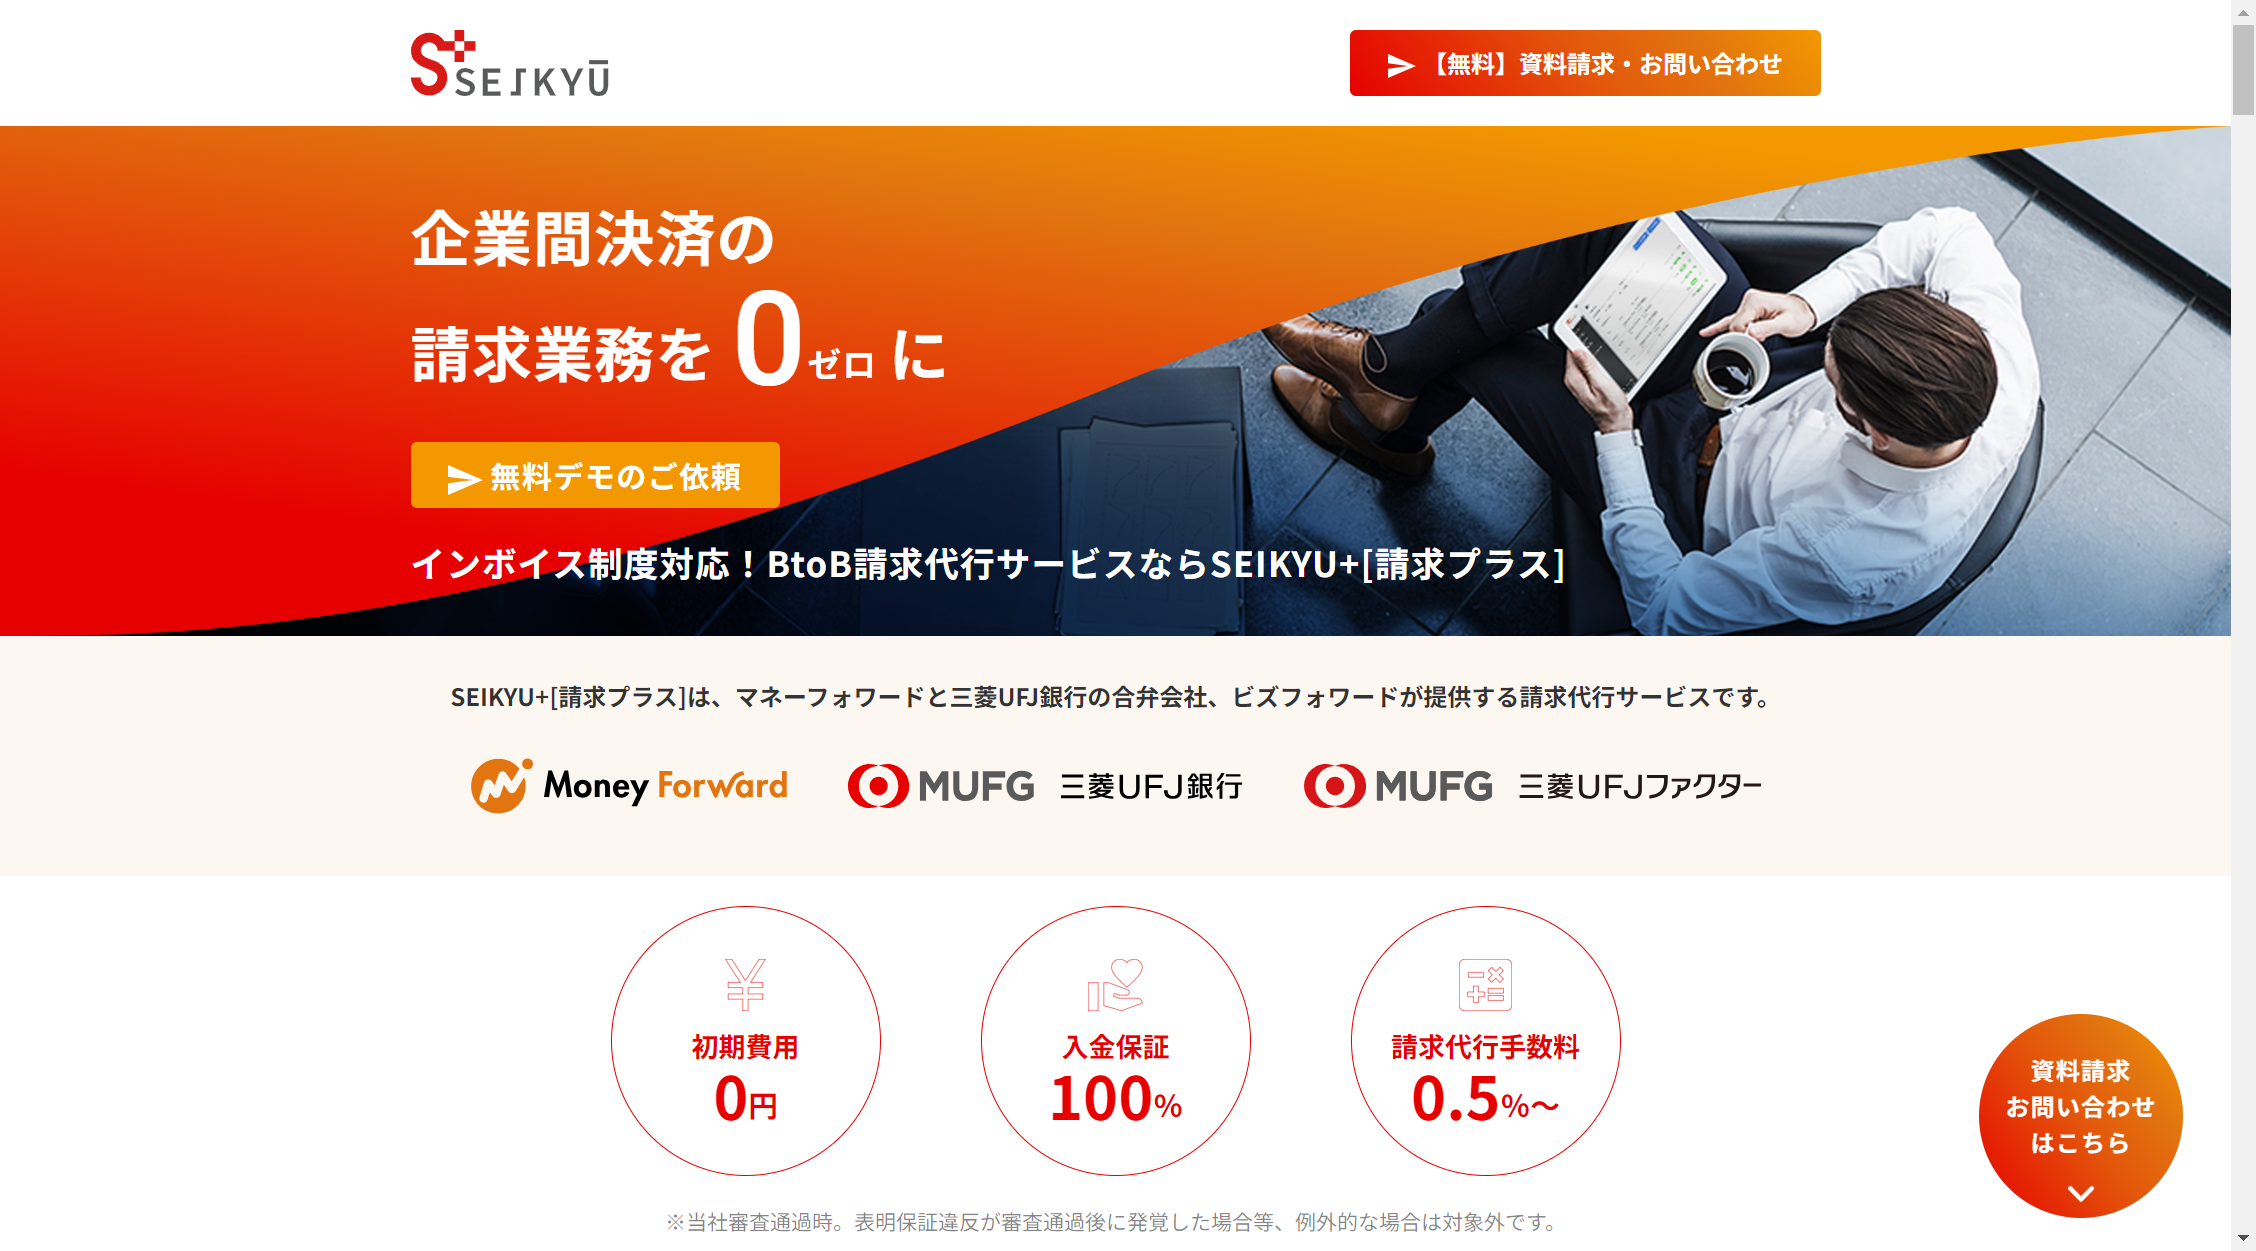 SEIKYŪ
【無料】資料請求・お問い合わせ
企業間決済の
請求業務を 0 ゼロ に
無料デモのご依頼
インボイス制度対応！BtoB請求代行サービスならSEIKYU+[請求プラス]
SEIKYU+[請求プラス]は、マネーフォワードと三菱UFJ銀行の合弁会社、ビズフォワードが提供する請求代行サービスです。
Money Forward
MUFG 三菱UFJ銀行
MUFG 三菱UFJファクター
初期費用
0円
入金保証
100%
請求代行手数料
0.5%～
資料請求
お問い合わせ
はこちら
※当社審査通過時。表明保証違反が審査通過後に発覚した場合等、例外的な場合は対象外です。